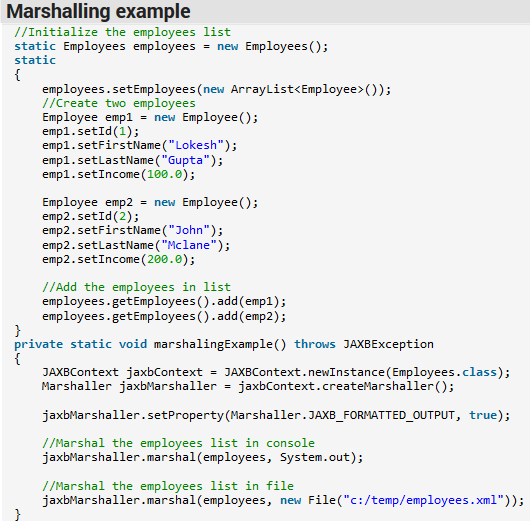 Marshalling example
//Initialize the employees list
static Employees employees = new Employees();
static
{
    employees.setEmployees(new ArrayList<Employee>());
    //Create two employees
    Employee emp1 = new Employee();
    emp1.setId(1);
    emp1.setFirstName("Lokesh");
    emp1.setLastName("Gupta");
    emp1.setIncome(100.0);

    Employee emp2 = new Employee();
    emp2.setId(2);
    emp2.setFirstName("John");
    emp2.setLastName("Mclane");
    emp2.setIncome(200.0);

    //Add the employees in list
    employees.getEmployees().add(emp1);
    employees.getEmployees().add(emp2);
}
private static void marshalingExample() throws JAXBException
{
    JAXBContext jaxbContext = JAXBContext.newInstance(Employees.class);
    Marshaller jaxbMarshaller = jaxbContext.createMarshaller();

    jaxbMarshaller.setProperty(Marshaller.JAXB_FORMATTED_OUTPUT, true);

    //Marshal the employees list in console
    jaxbMarshaller.marshal(employees, System.out);

    //Marshal the employees list in file
    jaxbMarshaller.marshal(employees, new File("c:/temp/employees.xml"));
}